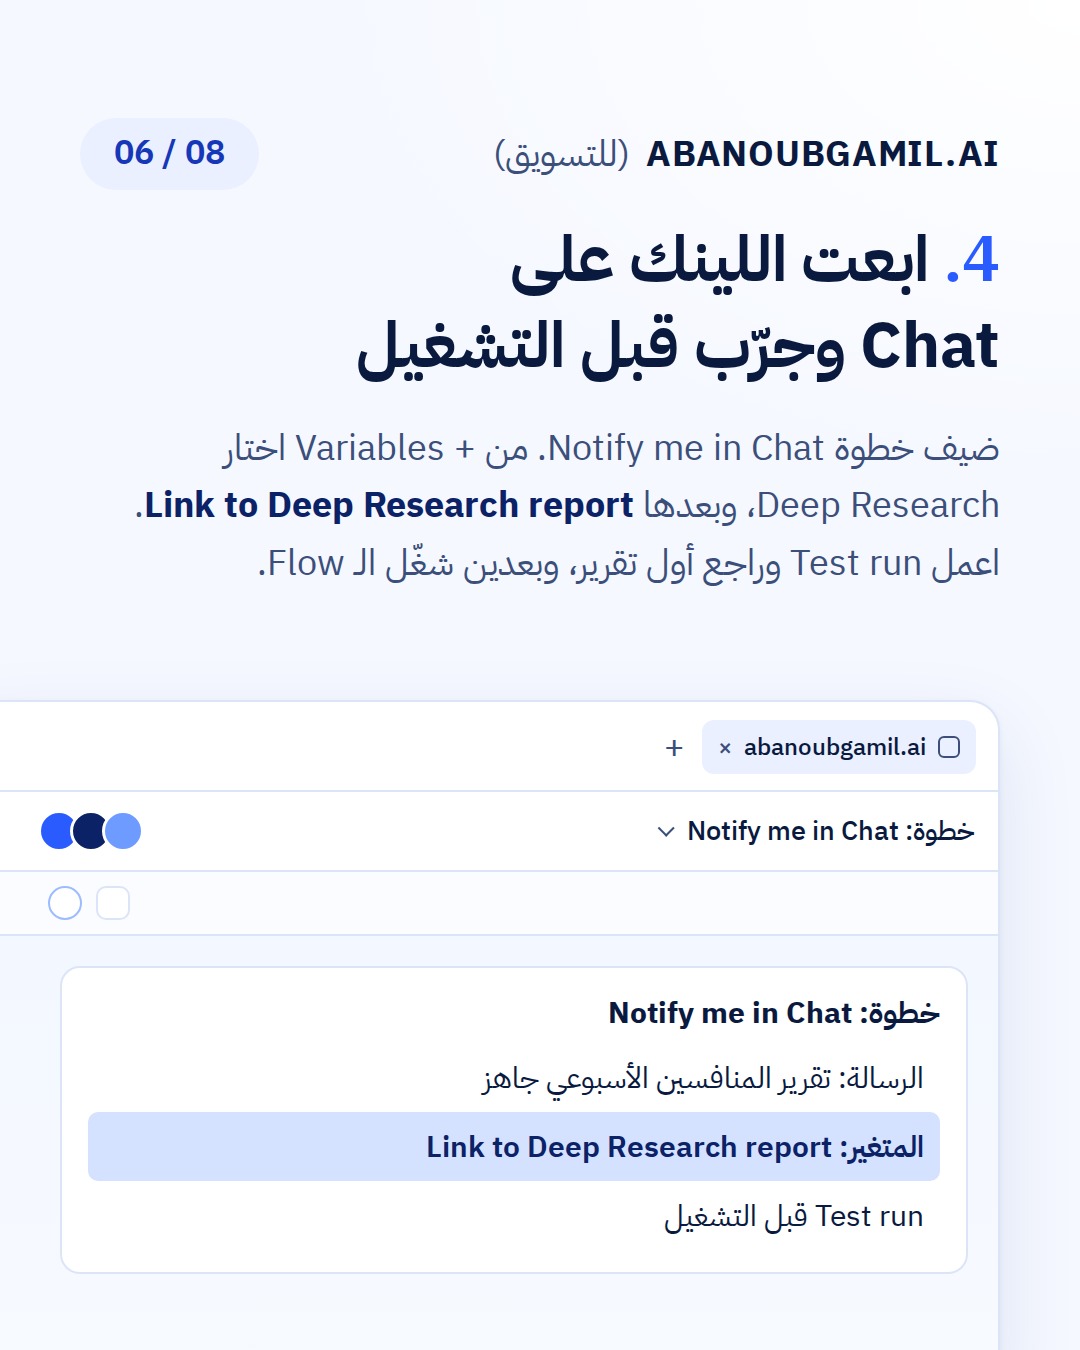 ABANOUBGAMIL.AI (للتسويق)
06 / 08
4. ابعت اللينك على
Chat وجرّب قبل التشغيل
ضيف خطوة Notify me in Chat. من + Variables اختار
Deep Research، وبعدها Link to Deep Research report.
اعمل Test run وراجع أول تقرير، وبعدين شغّل الـ Flow.
abanoubgamil.ai × +
خطوة: Notify me in Chat
خطوة: Notify me in Chat
الرسالة: تقرير المنافسين الأسبوعي جاهز
المتغير: Link to Deep Research report
Test run قبل التشغيل